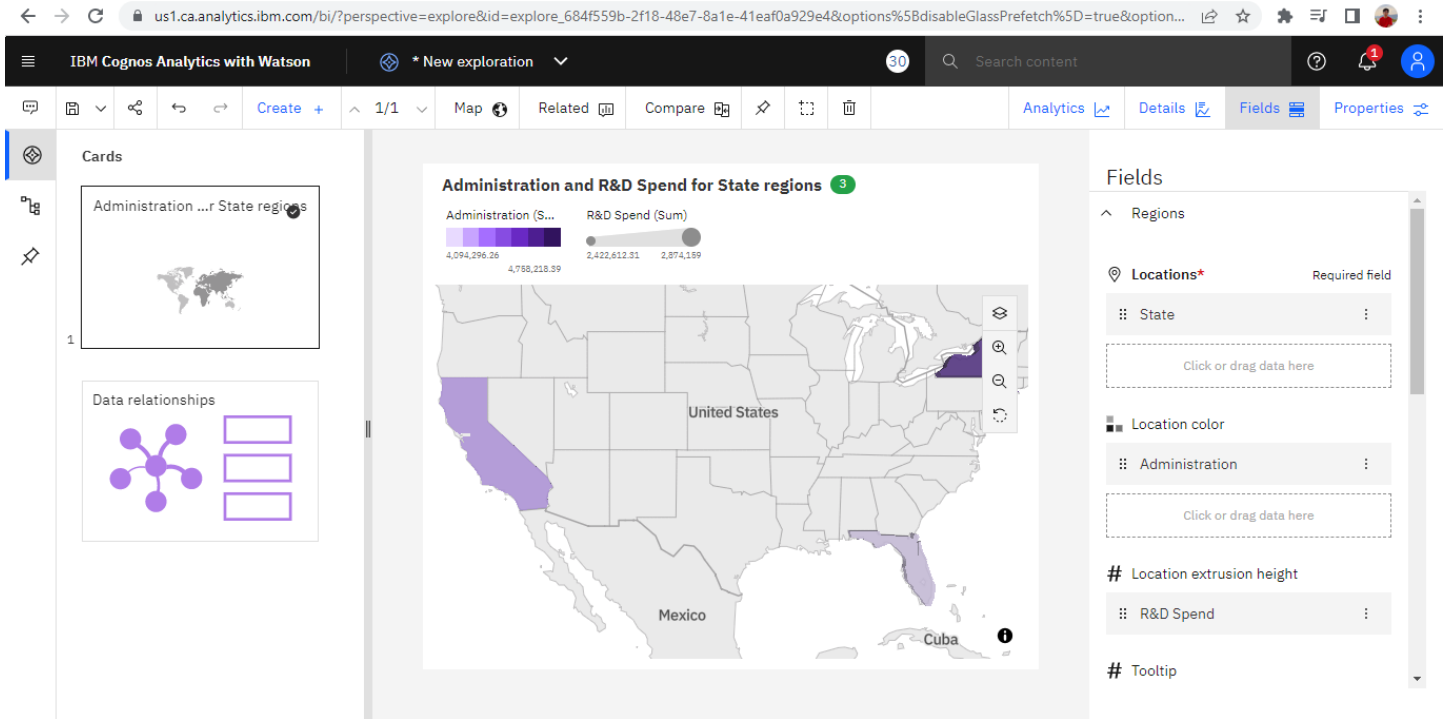 us1.ca.analytics.ibm.com/bi/?perspective=explore&id=explore_684f559b-2f18-48e7-8a1e-41eaf0a929e4&options%5BdisableGlassPrefetch%5D=true&option...
IBM Cognos Analytics with Watson
* New exploration
30
Search content
1
Create +
1/1
Map
Related
Compare
Analytics
Details
Fields
Properties
Cards
Administration ...r State regions
1
Data relationships
Administration and R&D Spend for State regions 3
Administration (S... R&D Spend (Sum)
4,094,296.26 2,422,612.31 2,874,159
4,758,218.39
United States
Mexico
Cuba
Fields
Regions
Locations* Required field
State
Click or drag data here
Location color
Administration
Click or drag data here
# Location extrusion height
R&D Spend
# Tooltip